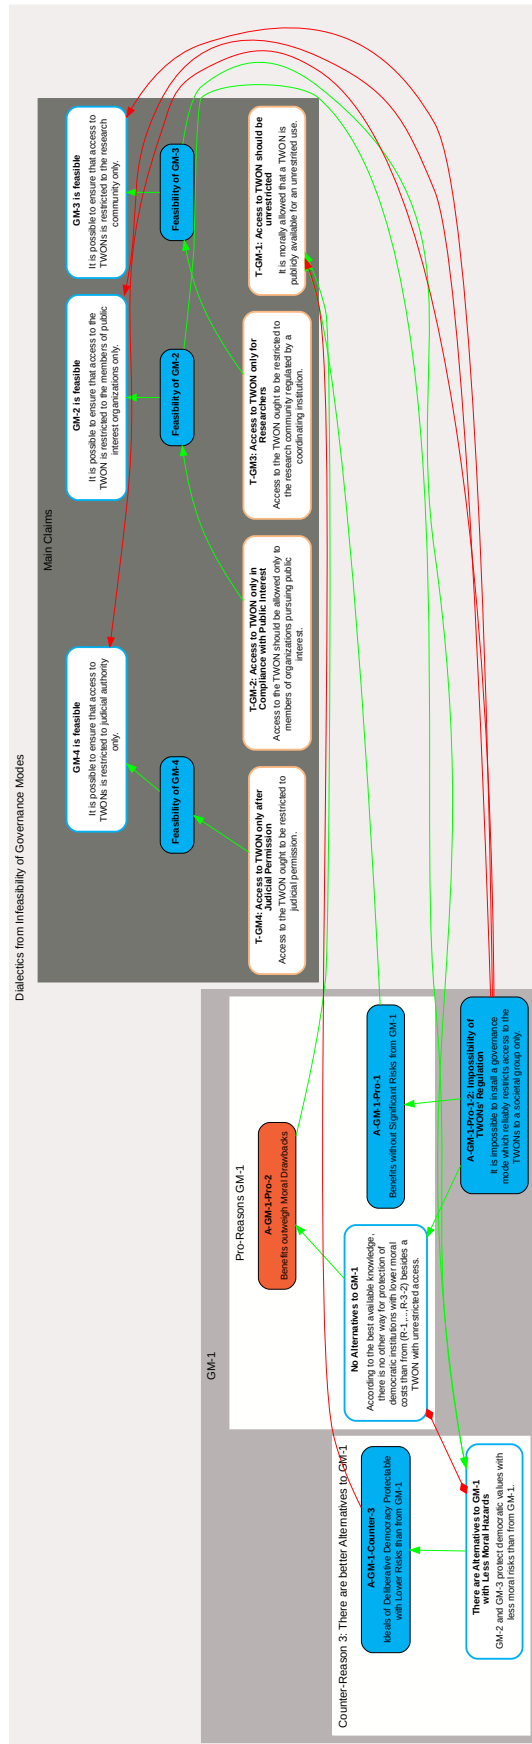 Dialectics from Infeasibility of Governance Modes
Main Claims
GM-4 is feasible
It is possible to ensure that access to
TWONs is restricted to judicial authority
only.
GM-2 is feasible
It is possible to ensure that access to the
TWON is restricted to the members of public
interest organizations only.
GM-3 is feasible
It is possible to ensure that access to
TWONs is restricted to the research
community only.
Feasibility of GM-4
Feasibility of GM-2
Feasibility of GM-3
T-GM4: Access to TWON only after
Judicial Permission
Access to the TWON ought to be restricted to
judicial permission.
T-GM-2: Access to TWON only in
Compliance with Public Interest
Access to the TWON should be allowed only to
members of organizations pursuing public
interest.
T-GM3: Access to TWON only for
Researchers
Access to the TWON ought to be restricted to
the research community regulated by a
coordinating institution.
T-GM-1: Access to TWON should be
unrestricted
It is morally allowed that a TWON is
publicly available for an unrestrited use.
GM-1
Pro-Reasons GM-1
A-GM-1-Pro-2
Benefits outweigh Moral Drawbacks
No Alternatives to GM-1
According to the best available knowledge,
there is no other way for protection of
democratic institutions with lower moral
costs than from (R-1,...,R-3-2) besides a
TWON with unrestricted access.
A-GM-1-Pro-1
Benefits without Significant Risks from GM-1
A-GM-1-Pro-1-2: Impossibility of
TWONs' Regulation
It is impossible to install a governance
mode which reliably restricts access to the
TWONs to a societal group only.
Counter-Reason 3: There are better Alternatives to GM-1
A-GM-1-Counter-3
Ideals of Deliberative Democracy Protectable
with Lower Risks than from GM-1
There are Alternatives to GM-1
with Less Moral Hazards
GM-2 and GM-3 protect democratic values with
less moral risks than from GM-1.